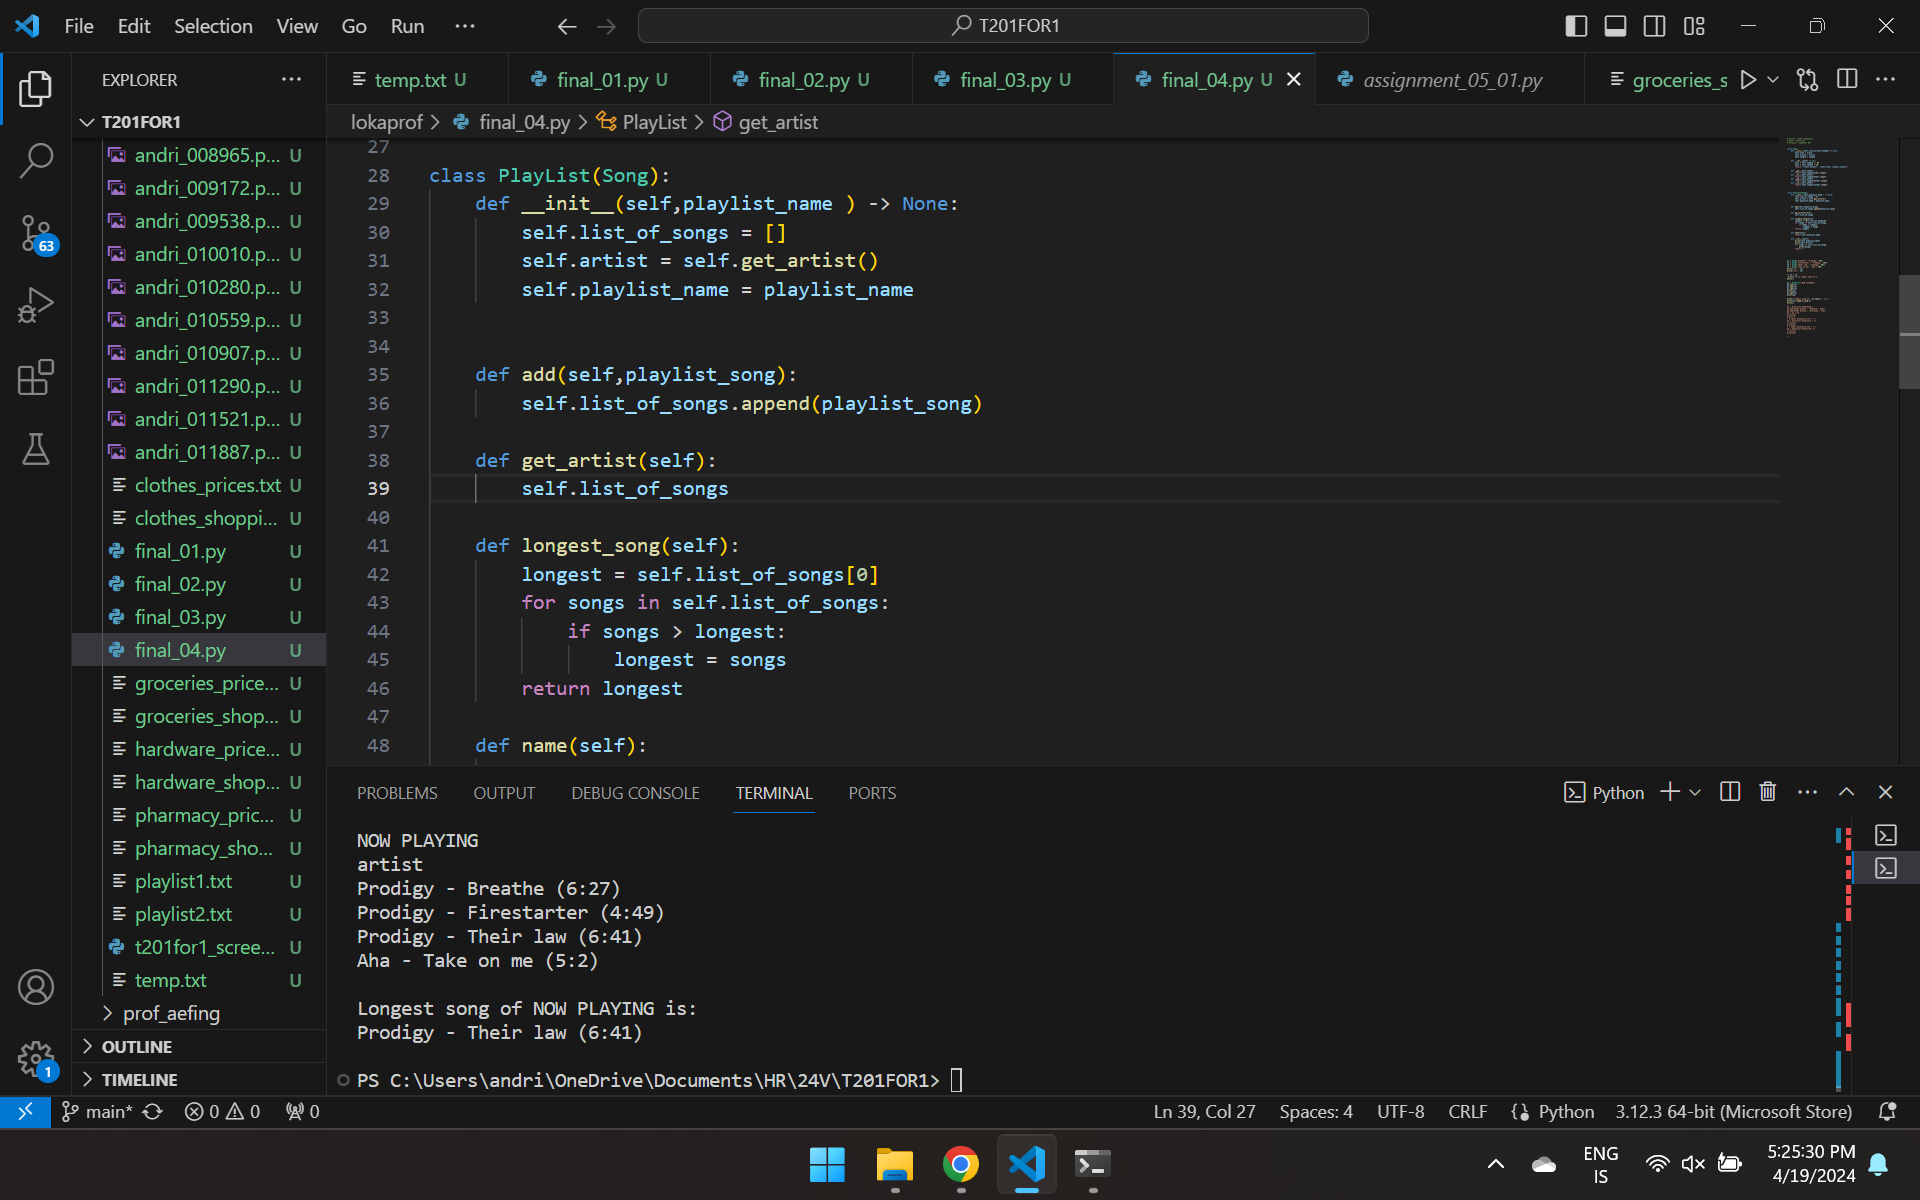 File Edit Selection View Go Run ···
T201FOR1
EXPLORER ···
temp.txt U
final_01.py U
final_02.py U
final_03.py U
final_04.py U
assignment_05_01.py
groceries_s
T201FOR1
lokaprof > final_04.py > PlayList > get_artist
andri_008965.p... U
andri_009172.p... U
andri_009538.p... U
andri_010010.p... U
andri_010280.p... U
andri_010559.p... U
andri_010907.p... U
andri_011290.p... U
andri_011521.p... U
andri_011887.p... U
clothes_prices.txt U
clothes_shoppi... U
final_01.py U
final_02.py U
final_03.py U
final_04.py U
groceries_price... U
groceries_shop... U
hardware_price... U
hardware_shop... U
pharmacy_pric... U
pharmacy_sho... U
playlist1.txt U
playlist2.txt U
t201for1_scree... U
temp.txt U
prof_aefing
OUTLINE
TIMELINE
63
1
27
28 class PlayList(Song):
29 def __init__(self,playlist_name ) -> None:
30 self.list_of_songs = []
31 self.artist = self.get_artist()
32 self.playlist_name = playlist_name
33
34
35 def add(self,playlist_song):
36 self.list_of_songs.append(playlist_song)
37
38 def get_artist(self):
39 self.list_of_songs
40
41 def longest_song(self):
42 longest = self.list_of_songs[0]
43 for songs in self.list_of_songs:
44 if songs > longest:
45 longest = songs
46 return longest
47
48 def name(self):
PROBLEMS OUTPUT DEBUG CONSOLE TERMINAL PORTS
Python
NOW PLAYING
artist
Prodigy - Breathe (6:27)
Prodigy - Firestarter (4:49)
Prodigy - Their law (6:41)
Aha - Take on me (5:2)
Longest song of NOW PLAYING is:
Prodigy - Their law (6:41)
PS C:\Users\andri\OneDrive\Documents\HR\24V\T201FOR1>
main* 0 0 0
Ln 39, Col 27 Spaces: 4 UTF-8 CRLF Python 3.12.3 64-bit (Microsoft Store)
ENG
IS
5:25:30 PM
4/19/2024